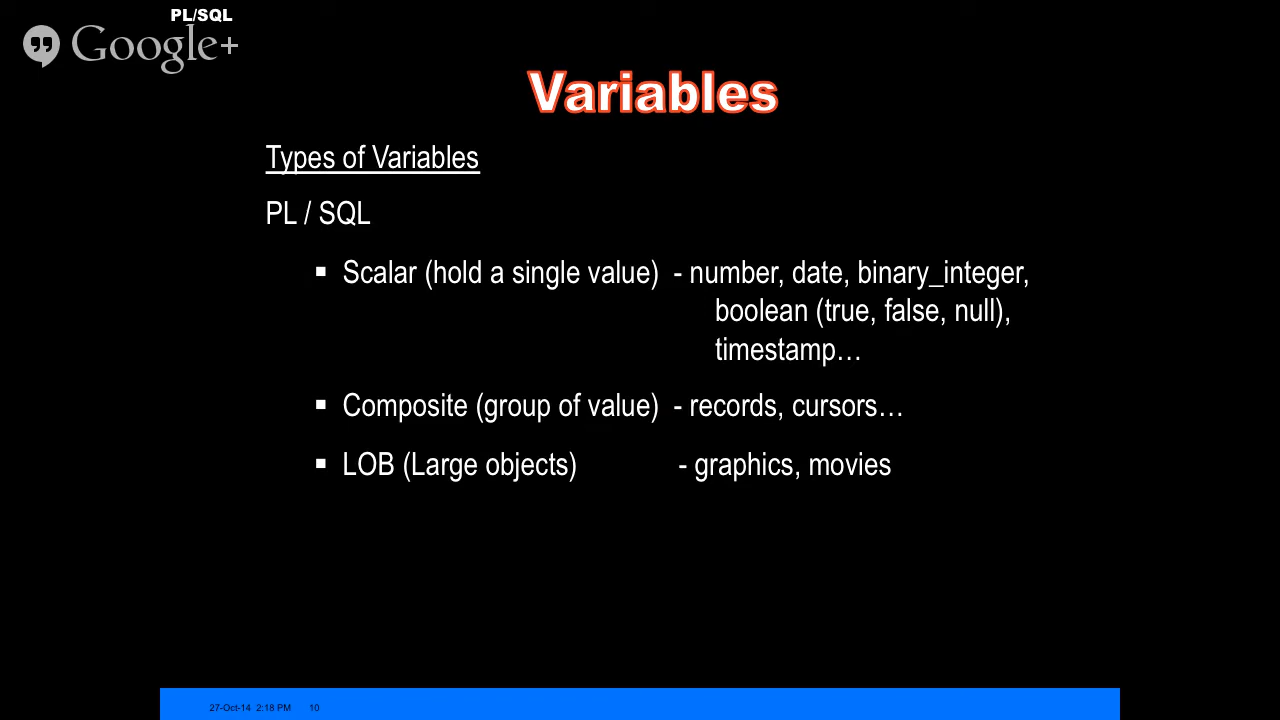 PL/SQL
Google+
Variables
Types of Variables
PL / SQL
▪ Scalar (hold a single value) - number, date, binary_integer,
boolean (true, false, null),
timestamp…
▪ Composite (group of value) - records, cursors…
▪ LOB (Large objects) - graphics, movies
27-Oct-14 2:18 PM 10